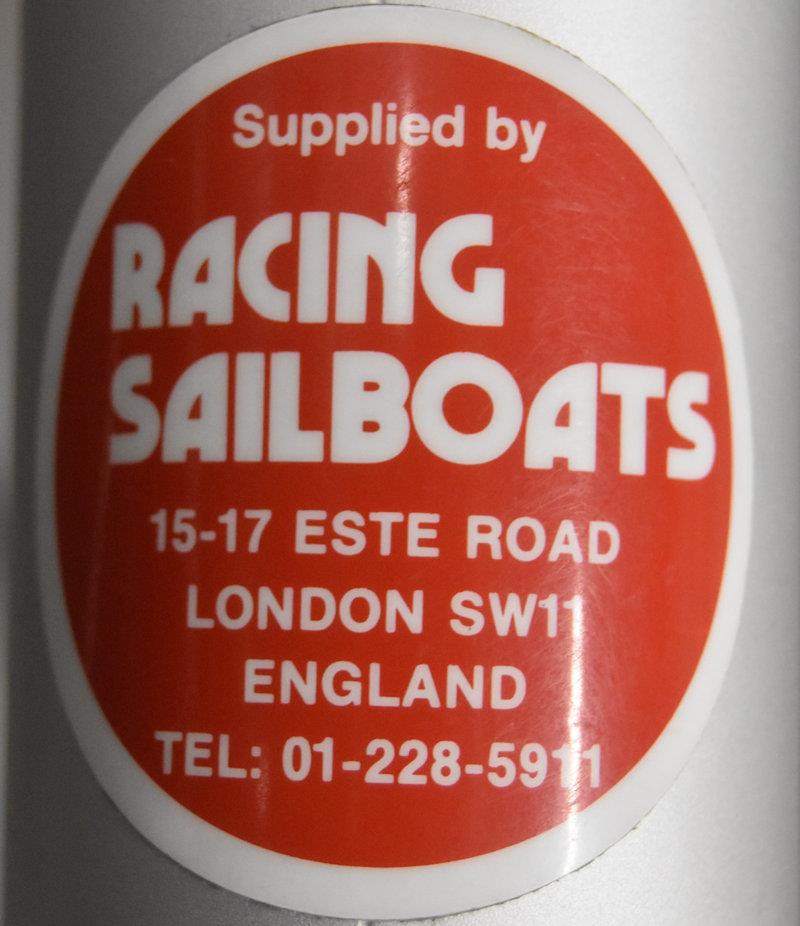 Supplied by
RACING
SAILBOATS
15-17 ESTE ROAD
LONDON SW11
ENGLAND
TEL: 01-228-5911